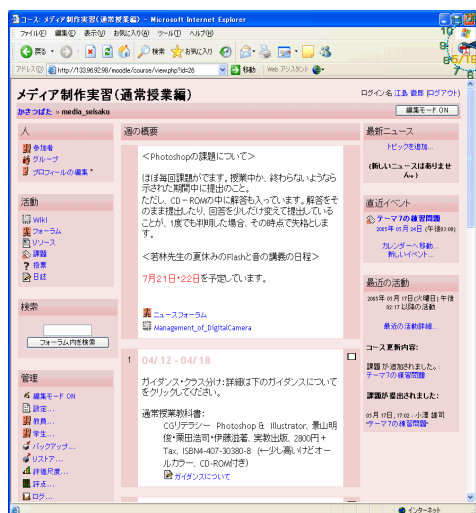 コース: メディア制作実習(通常授業編) - Microsoft Internet Explorer
ファイル(F) 編集(E) 表示(V) お気に入り(A) ツール(T) ヘルプ(H)
戻る 検索 お気に入り
アドレス(D) http://133.96.92.98/moodle/course/view.php?id=26 移動 Web アシスタント
メディア制作実習(通常授業編)
ログイン名 江島 徹郎 (ログアウト)
かきつばた » media_seisaku
編集モード ON
人
参加者
グループ
プロフィールの編集
活動
Wiki
フォーラム
リソース
課題
投票
日誌
検索
フォーラム内を検索
管理
編集モード ON
設定...
教員...
学生...
バックアップ...
リストア...
評価尺度...
評点...
ログ...
週の概要
<Photoshopの課題について>
ほぼ毎回課題がでます。授業中か、終わらないようなら
示された期間中に提出のこと。
ただし、CD-ROMの中に解答も入っています。解答をそ
のまま提出したり、回答を少しだけ変えて提出している
ことが、1度でも判明した場合、その時点で失格としま
す。
<若林先生の夏休みのFlashと音の講義の日程>
7月21日・22日を予定しています。
ニュースフォーラム
Management_of_DigitalCamera
1 04/12 - 04/18
ガイダンス・クラス分け:詳細は下のガイダンスについて
をクリックしてください。
通常授業教科書:
CGリテラシー Photoshop & Illustrator, 景山明
俊・栗田浩司・伊藤滋著, 実教出版, 2800円+
Tax, ISBN4-407-30380-8 (←少し高いけどオー
ルカラー、CD-ROM付き)
ガイダンスについて
最新ニュース
トピックを追加...
(新しいニュースはありません。)
直近イベント
テーマ7の練習問題
2005年 05月 24日 (午後03:00)
カレンダーへ移動...
新しいイベント...
最近の活動
2005年 05月 17日(火曜日) 午後
02:17 以降の活動
最近の活動詳細...
コース更新内容:
課題 が追加されました。:
テーマ7の練習問題
課題が提出されました:
05月 17日, 17:02 - 小澤 雄司
"テーマ7の練習問題"
インターネット